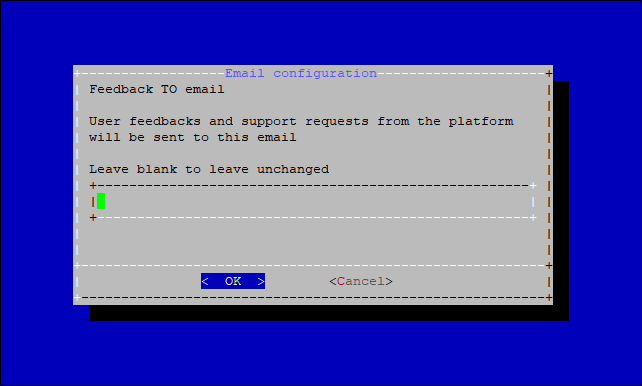 Email configuration
Feedback TO email
User feedbacks and support requests from the platform
will be sent to this email
Leave blank to leave unchanged
< OK > <Cancel>